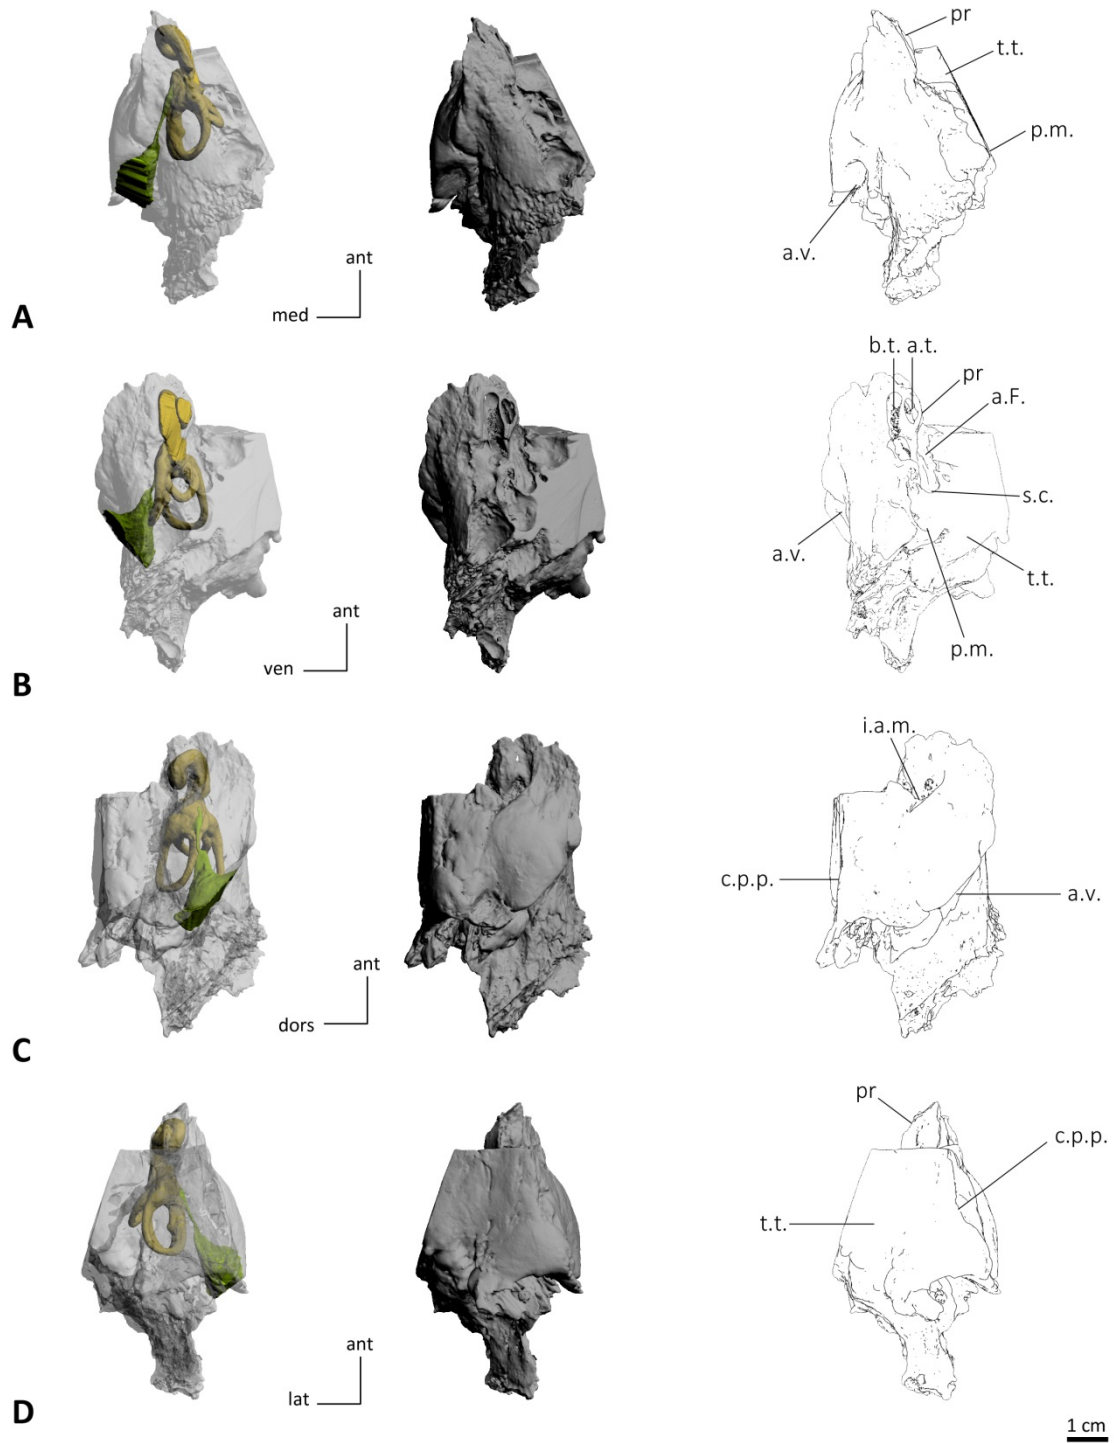 pr
t.t.
p.m.
a.v.
ant
med
A
b.t. a.t.
pr
a.F.
s.c.
a.v.
t.t.
p.m.
ant
ven
B
i.a.m.
c.p.p.
a.v.
ant
dors
C
pr
c.p.p.
t.t.
ant
lat
D
1 cm